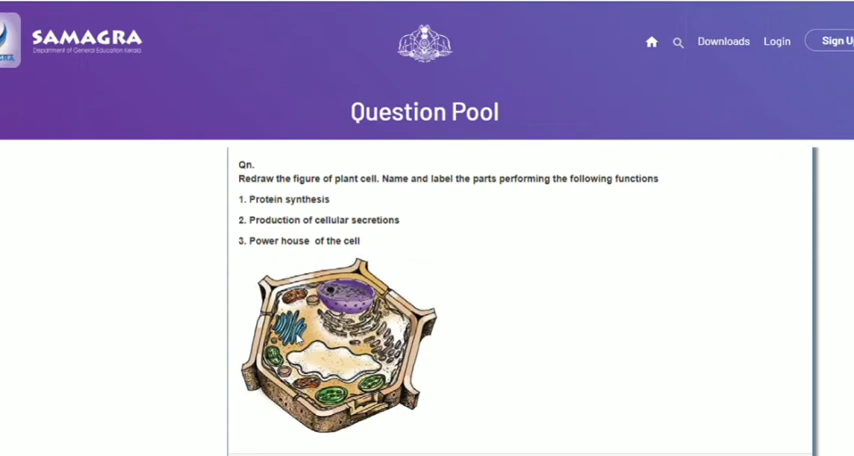 SAMAGRA
Department of General Education Kerala
Downloads
Login
Question Pool
Qn.
Redraw the figure of plant cell. Name and label the parts performing the following functions
1. Protein synthesis
2. Production of cellular secretions
3. Power house of the cell